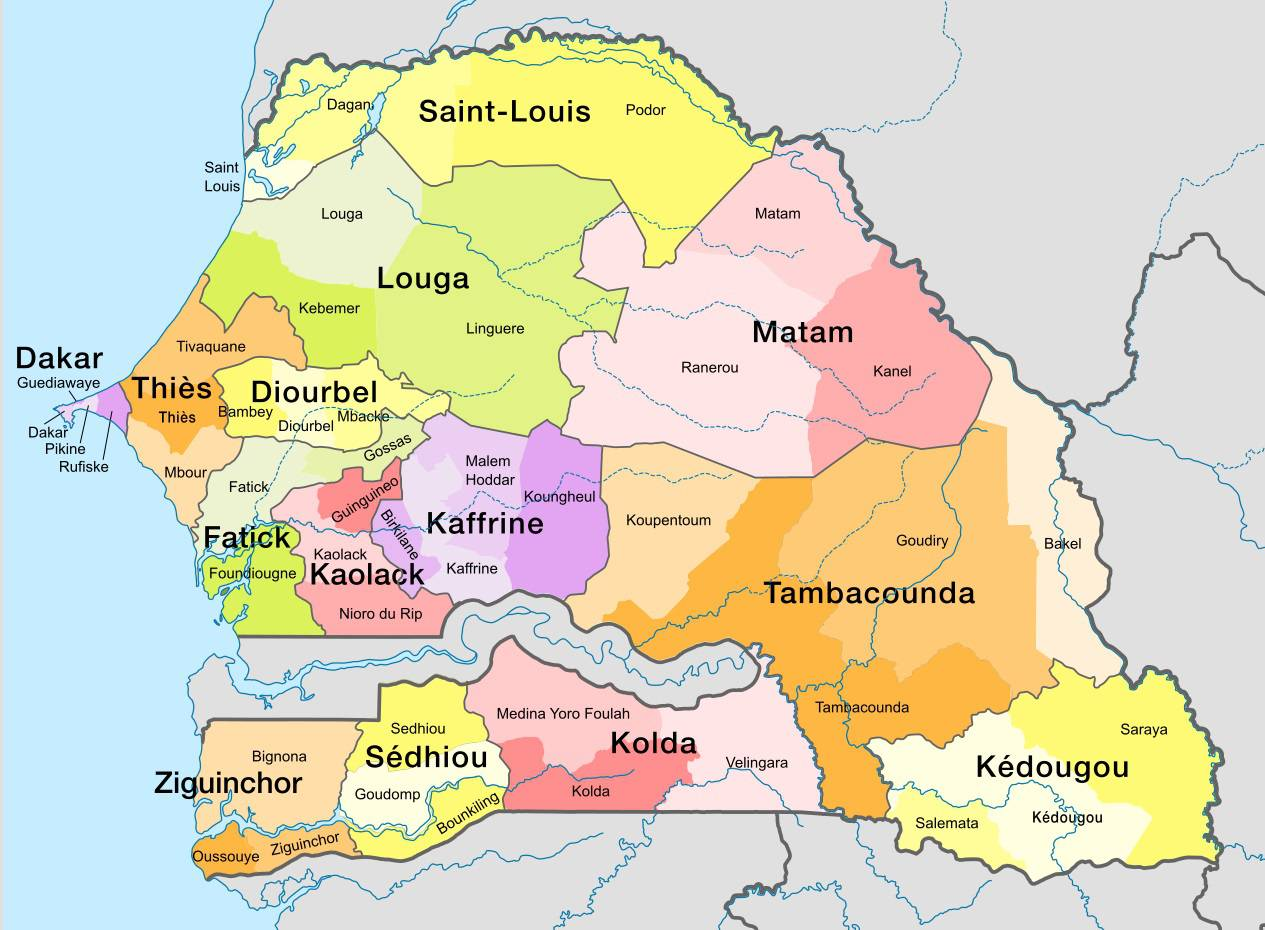 Dagan
Saint-Louis
Podor
Saint
Louis
Louga
Matam
Louga
Kebemer
Linguere
Matam
Tivaquane
Ranerou
Kanel
Dakar
Guediawaye
Thiès
Thiès
Diourbel
Bambey
Mbacke
Diourbel
Dakar
Pikine
Rufiske
Gossas
Mbour
Malem
Hoddar
Fatick
Guinguineo
Koungheul
Koupentoum
Birkilane
Kaffrine
Fatick
Goudiry
Bakel
Kaolack
Kaffrine
Foundiougne
Kaolack
Tambacounda
Nioro du Rip
Tambacounda
Medina Yoro Foulah
Sedhiou
Saraya
Kolda
Bignona
Sédhiou
Velingara
Kédougou
Ziguinchor
Goudomp
Kolda
Bounkiling
Salemata
Kédougou
Ziguinchor
Oussouye